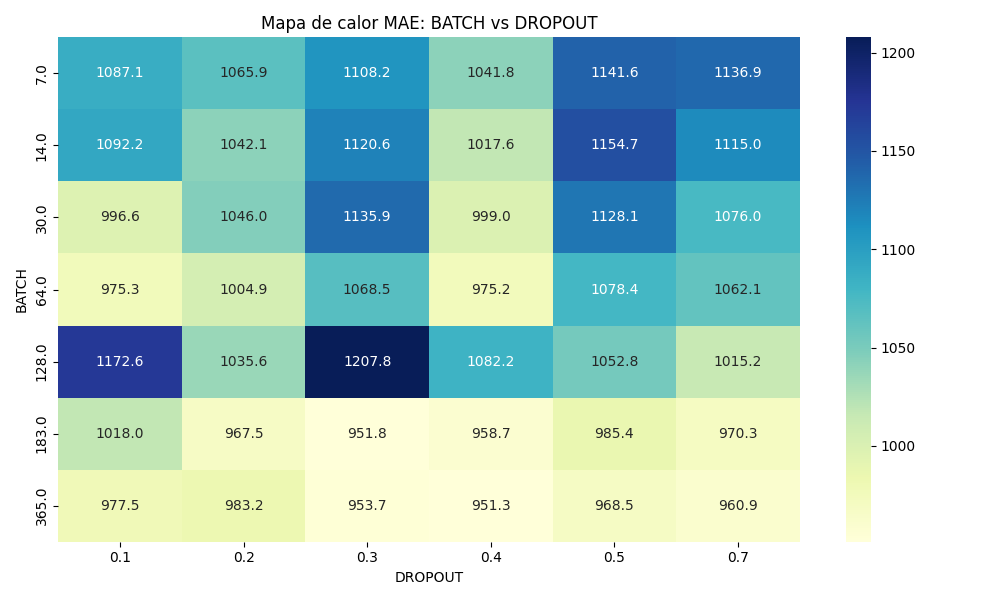 Mapa de calor MAE: BATCH vs DROPOUT
BATCH
7.0 1087.1 1065.9 1108.2 1041.8 1141.6 1136.9
14.0 1092.2 1042.1 1120.6 1017.6 1154.7 1115.0
30.0 996.6 1046.0 1135.9 999.0 1128.1 1076.0
64.0 975.3 1004.9 1068.5 975.2 1078.4 1062.1
128.0 1172.6 1035.6 1207.8 1082.2 1052.8 1015.2
183.0 1018.0 967.5 951.8 958.7 985.4 970.3
365.0 977.5 983.2 953.7 951.3 968.5 960.9
0.1 0.2 0.3 0.4 0.5 0.7
DROPOUT
1200
1150
1100
1050
1000